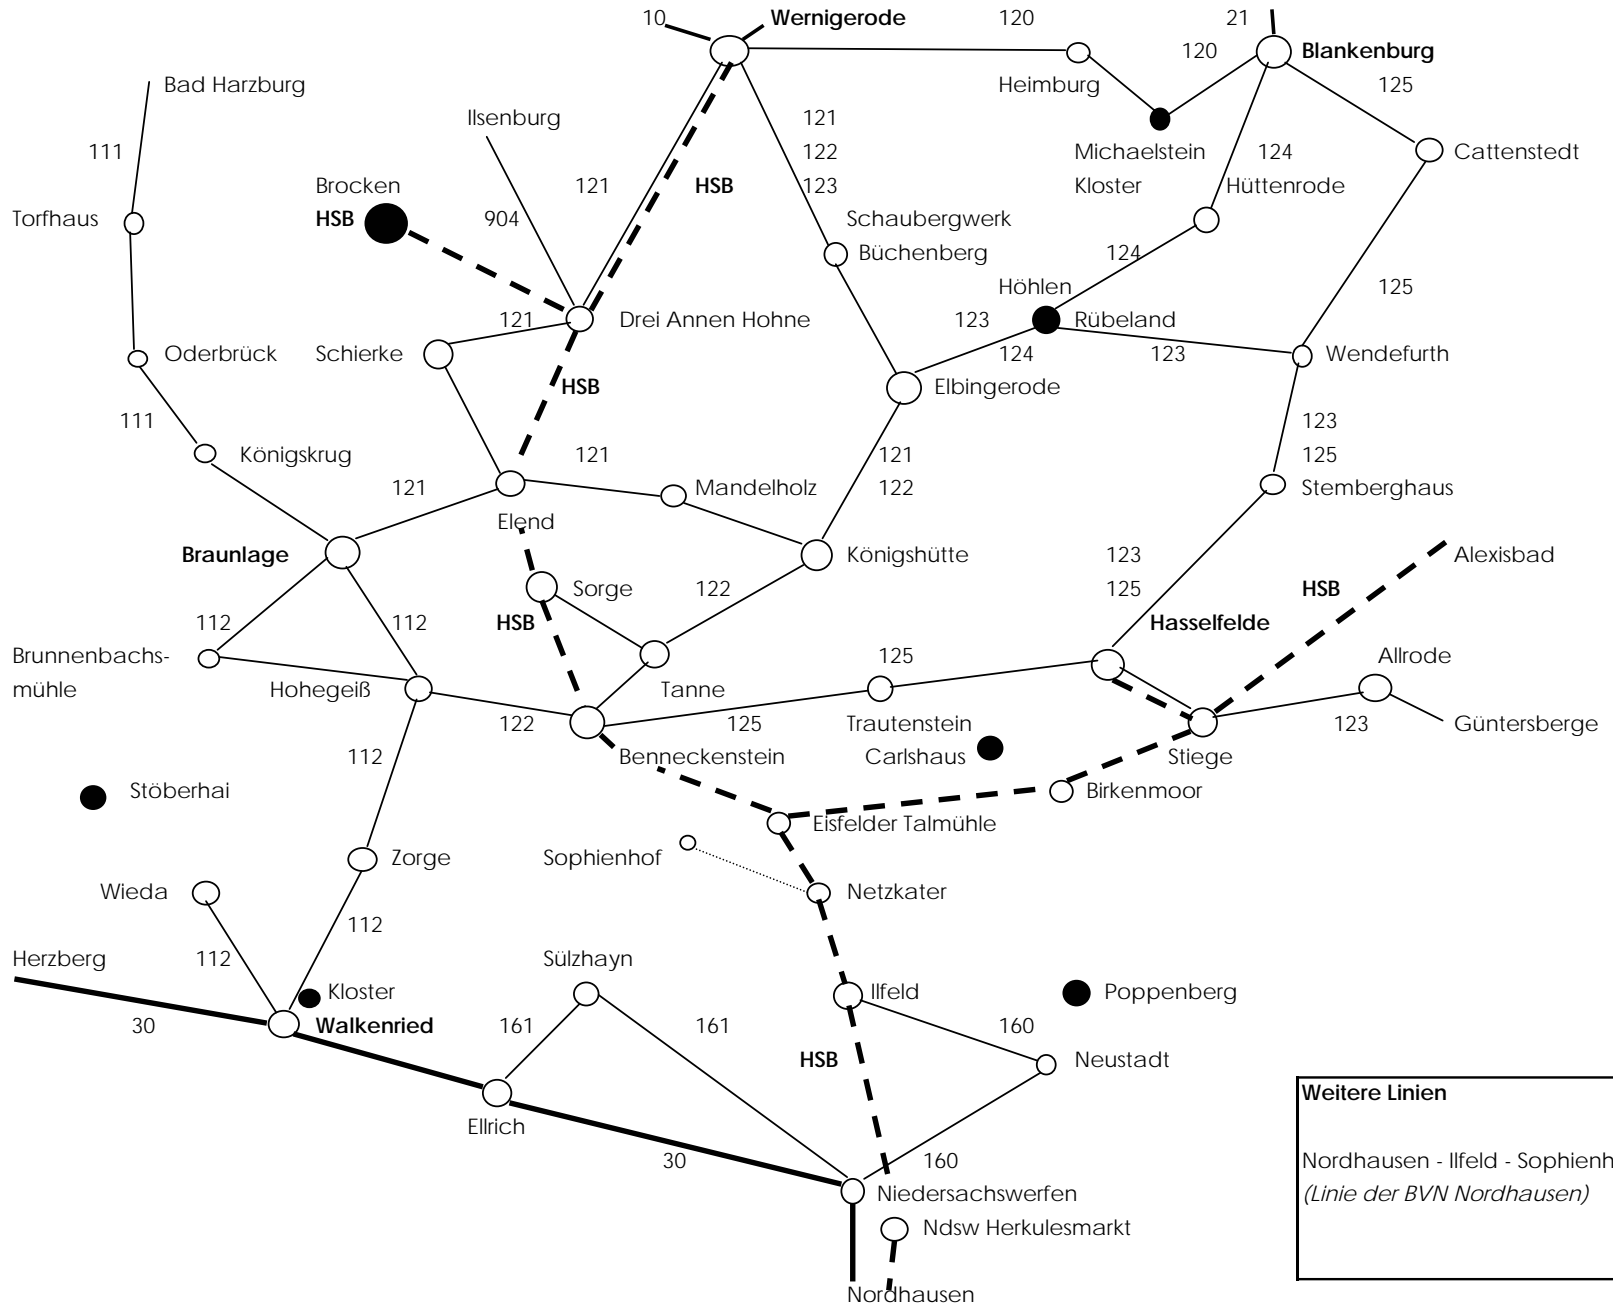 10
Wernigerode
120
21
120
Blankenburg
Bad Harzburg
Heimburg
125
Ilsenburg
121
111
122
Michaelstein
124
Cattenstedt
Brocken
121
HSB
123
Kloster
Hüttenrode
Torfhaus
HSB
904
Schaubergwerk
Büchenberg
124
Höhlen
125
121
Drei Annen Hohne
123
Rübeland
Oderbrück
Schierke
124
123
Wendefurth
HSB
Elbingerode
111
123
Königskrug
121
121
125
121
Mandelholz
122
Stemberghaus
Elend
Braunlage
Königshütte
123
Alexisbad
Sorge
122
125
HSB
112
112
HSB
Hasselfelde
Brunnenbachs-
mühle
125
Allrode
Hohegeiß
Tanne
122
125
Trautenstein
123
Güntersberge
112
Benneckenstein
Carlshaus
Stiege
Stöberhai
Birkenmoor
Eisfelder Talmühle
Zorge
Sophienhof
Wieda
Netzkater
112
Herzberg
112
Sülzhayn
Kloster
Ilfeld
Poppenberg
30
Walkenried
161
161
160
HSB
Neustadt
Weitere Linien
Ellrich
30
160
Nordhausen - Ilfeld - Sophienh
Niedersachswerfen
(Linie der BVN Nordhausen)
Ndsw Herkulesmarkt
Nordhausen